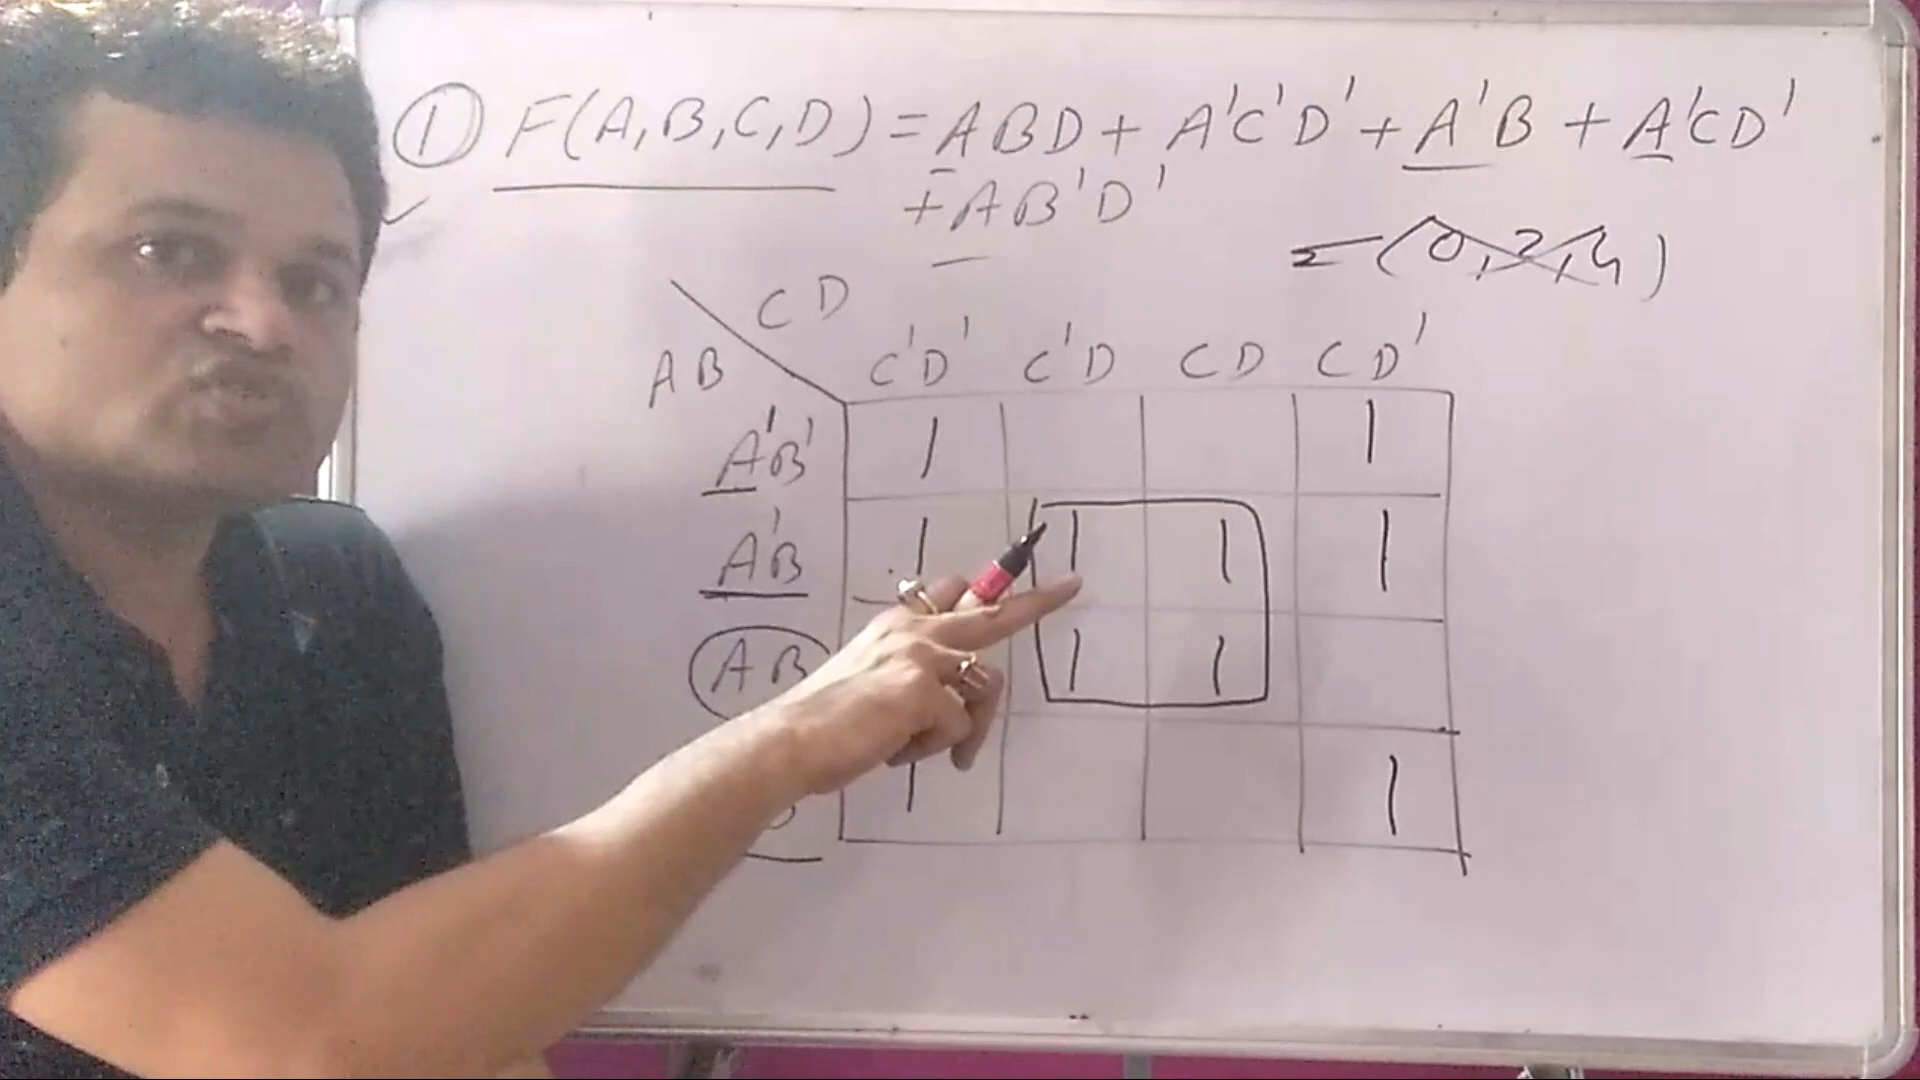 ① F(A,B,C,D) = ABD + A'C'D' + A'B + A'CD'
+ AB'D'
= (0, 2, 4)
CD
AB
C'D' C'D CD CD'
A'B' 1 1
A'B 1 1 1 1
AB 1 1
1 1